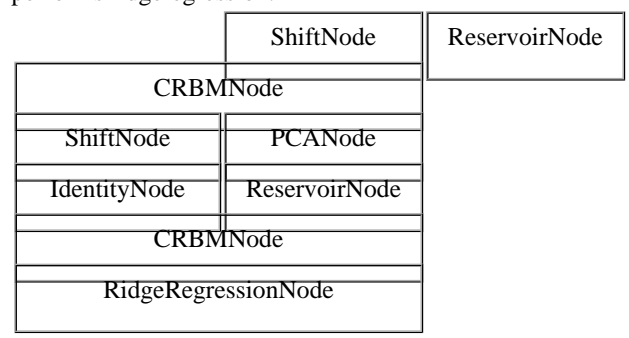 ShiftNode ReservoirNode
CRBMNode
ShiftNode PCANode
IdentityNode ReservoirNode
CRBMNode
RidgeRegressionNode